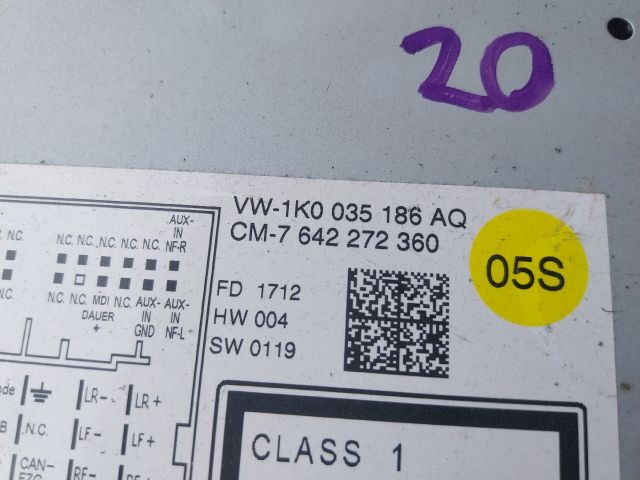 20
VW-1K0 035 186 AQ
CM-7 642 272 360
05S
FD 1712
HW 004
SW 0119
AUX-
IN
N.C. N.C. N.C. N.C. N.C. NF-R
N.C. N.C. MDI N.C. AUX- AUX-
DAUER IN IN
+ GND NF-L
LR- LR+
N.C. LF- LF+
CAN-
CLASS 1